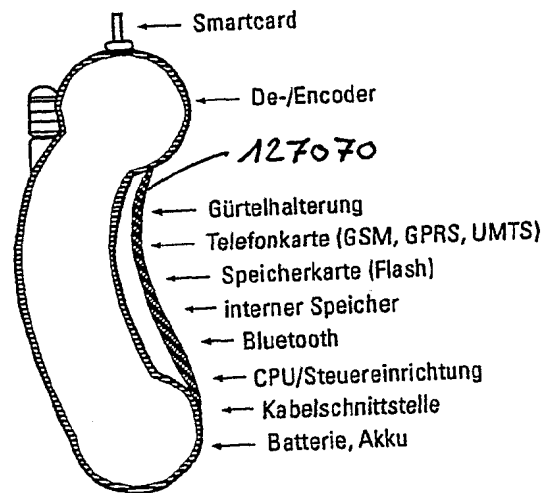 Smartcard
De-/Encoder
127070
Gürtelhalterung
Telefonkarte (GSM, GPRS, UMTS)
Speicherkarte (Flash)
interner Speicher
Bluetooth
CPU/Steuereinrichtung
Kabelschnittstelle
Batterie, Akku